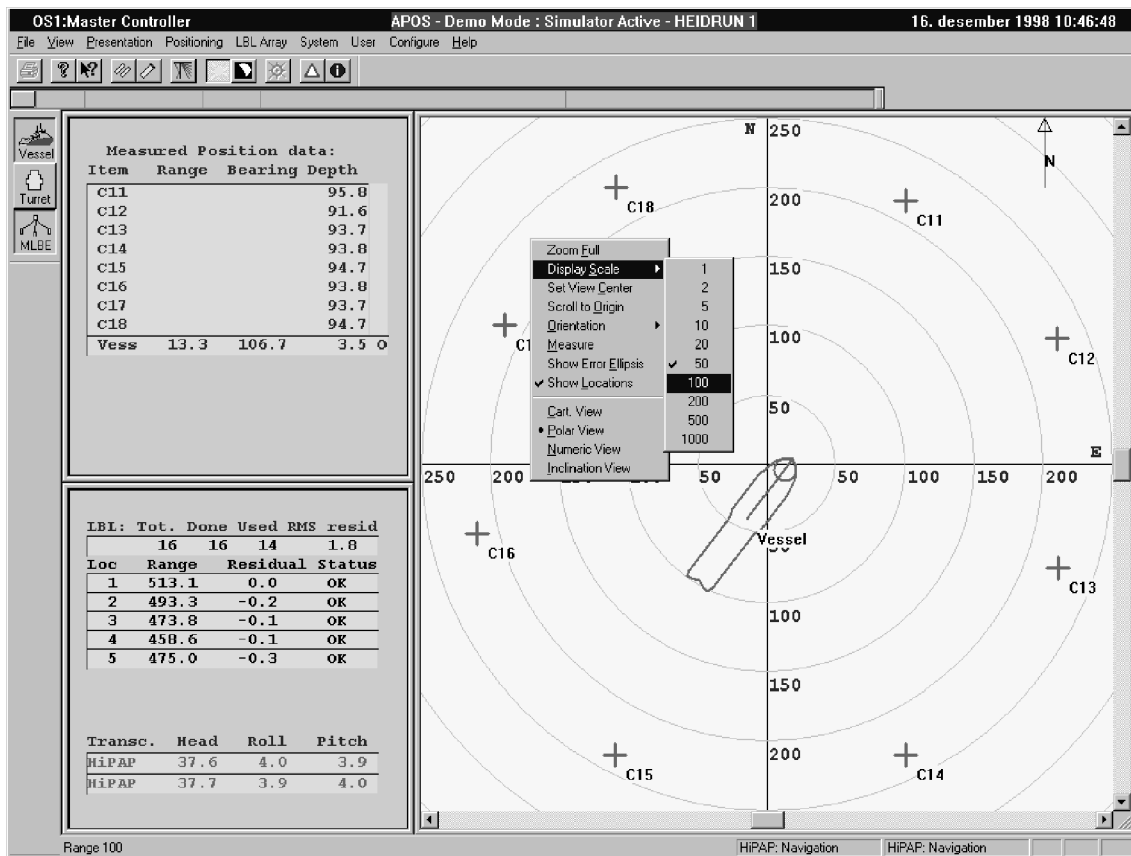 OS1:Master Controller APOS - Demo Mode : Simulator Active - HEIDRUN 1 16. desember 1998 10:46:48
File View Presentation Positioning LBL Array System User Configure Help
Vessel
Turret
MLBE
Measured Position data:
Item Range Bearing Depth
C11 95.8
C12 91.6
C13 93.7
C14 93.8
C15 94.7
C16 93.8
C17 93.7
C18 94.7
Vess 13.3 106.7 3.5 O
LBL: Tot. Done Used RMS resid
16 16 14 1.8
Loc Range Residual Status
1 513.1 0.0 OK
2 493.3 -0.2 OK
3 473.8 -0.1 OK
4 458.6 -0.1 OK
5 475.0 -0.3 OK
Transc. Head Roll Pitch
HiPAP 37.6 4.0 3.9
HiPAP 37.7 3.9 4.0
N 250
N
200
C18
C11
150
100
C12
50
E
250 200 50 50 100 150 200
Vessel
C16
C13
100
150
200
C15
C14
Zoom Full
Display Scale
Set View Center
Scroll to Origin
Orientation
Measure
Show Error Ellipsis
Show Locations
Cart. View
Polar View
Numeric View
Inclination View
1
2
5
10
20
50
100
200
500
1000
Range 100 HiPAP: Navigation HiPAP: Navigation